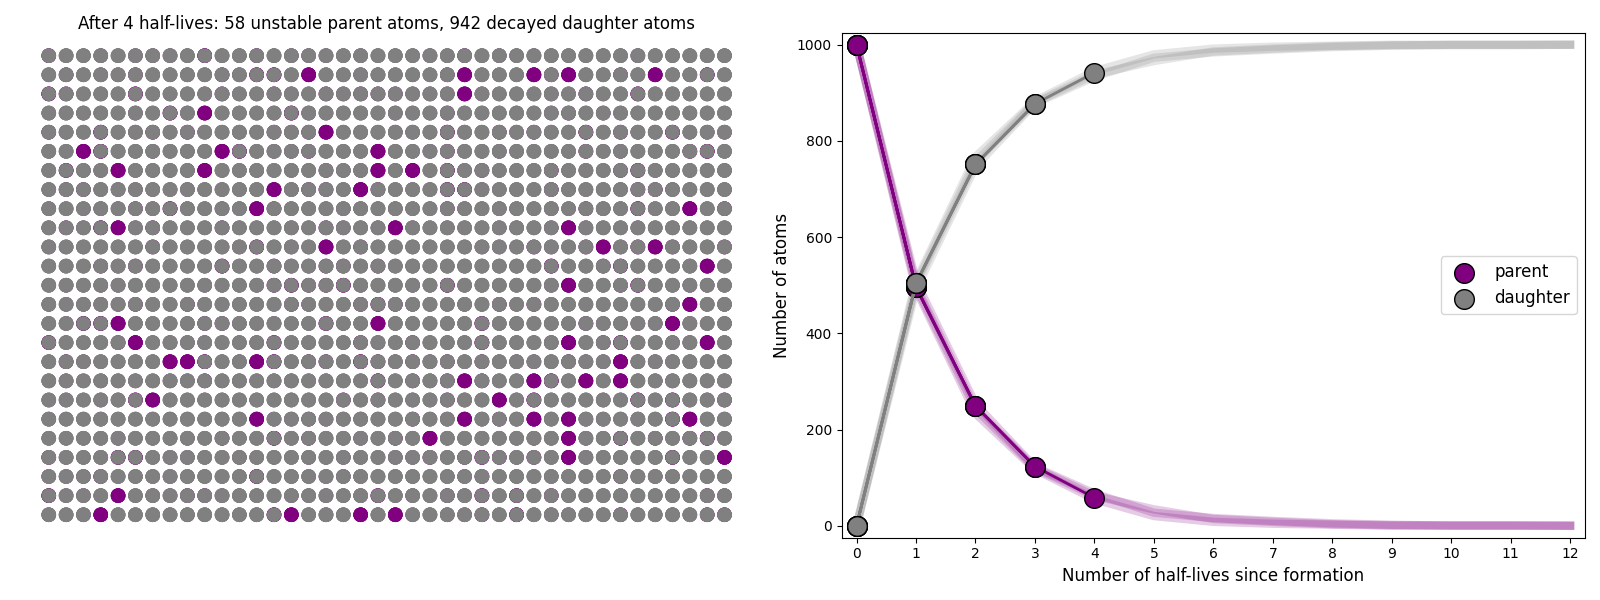 After 4 half-lives: 58 unstable parent atoms, 942 decayed daughter atoms
1000
800
600
400
200
0
Number of atoms
parent
daughter
0 1 2 3 4 5 6 7 8 9 10 11 12
Number of half-lives since formation